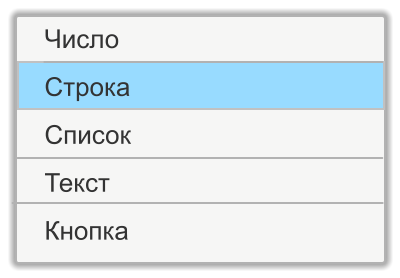 Число
Строка
Список
Текст
Кнопка